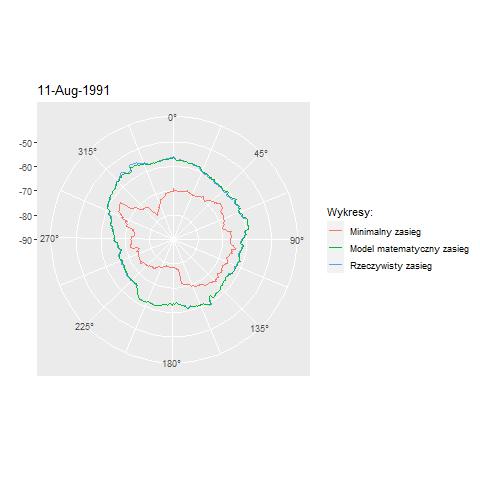 11-Aug-1991
0°
-50
315°
45°
-60
-70
-80
-90
270°
90°
225°
135°
180°
Wykresy:
Minimalny zasieg
Model matematyczny zasieg
Rzeczywisty zasieg